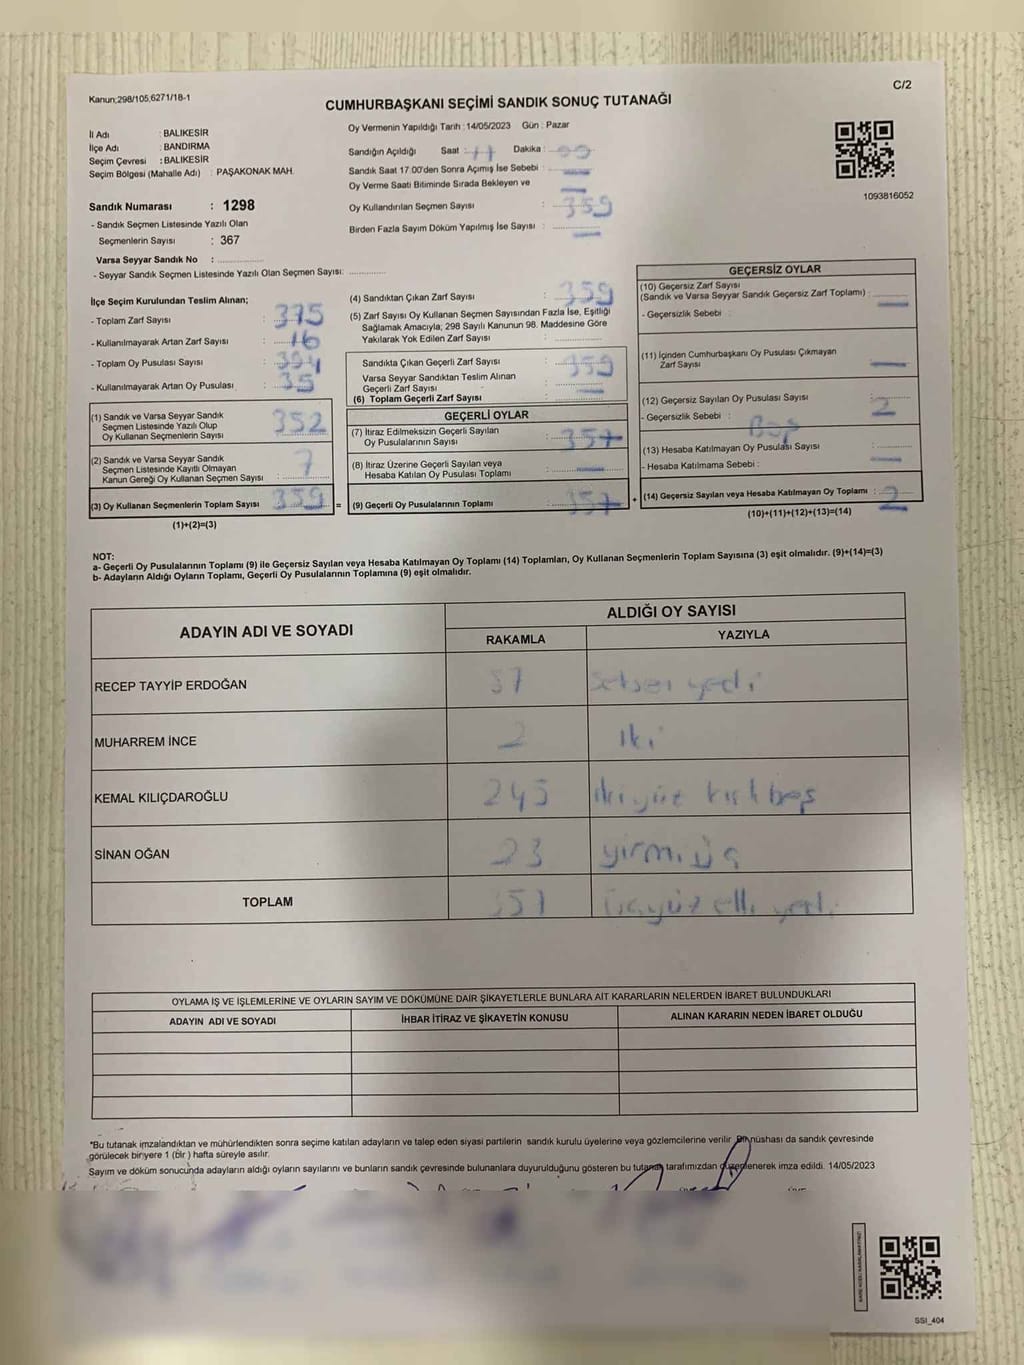 Kanun;298/105,6271/18-1
C/2
CUMHURBAŞKANI SEÇİMİ SANDIK SONUÇ TUTANAĞI
İl Adı : BALIKESİR
İlçe Adı : BANDIRMA
Seçim Çevresi : BALIKESİR
Seçim Bölgesi (Mahalle Adı) : PAŞAKONAK MAH.
Sandık Numarası : 1298
- Sandık Seçmen Listesinde Yazılı Olan
Seçmenlerin Sayısı : 367
Varsa Seyyar Sandık No :
- Seyyar Sandık Seçmen Listesinde Yazılı Olan Seçmen Sayısı:
Oy Vermenin Yapıldığı Tarih : 14/05/2023 Gün : Pazar
Sandığın Açıldığı Saat : Dakika :
Sandık Saat 17:00'den Sonra Açımış İse Sebebi :
Oy Verme Saati Bitiminde Sırada Bekleyen ve
Oy Kullandırılan Seçmen Sayısı : 359
Birden Fazla Sayım Döküm Yapılmış İse Sayısı :
1093816052
İlçe Seçim Kurulundan Teslim Alınan;
- Toplam Zarf Sayısı : 375
- Kullanılmayarak Artan Zarf Sayısı : 16
- Toplam Oy Pusulası Sayısı : 394
- Kullanılmayarak Artan Oy Pusulası : 35
(1) Sandık ve Varsa Seyyar Sandık
Seçmen Listesinde Yazılı Olup
Oy Kullanan Seçmenlerin Sayısı : 352
(2) Sandık ve Varsa Seyyar Sandık
Seçmen Listesinde Kayıtlı Olmayan
Kanun Gereği Oy Kullanan Seçmen Sayısı : 7
(3) Oy Kullanan Seçmenlerin Toplam Sayısı : 359 =
(1)+(2)=(3)
(4) Sandıktan Çıkan Zarf Sayısı : 359
(5) Zarf Sayısı Oy Kullanan Seçmen Sayısından Fazla İse, Eşitliği
Sağlamak Amacıyla; 298 Sayılı Kanunun 98. Maddesine Göre
Yakılarak Yok Edilen Zarf Sayısı :
Sandıkta Çıkan Geçerli Zarf Sayısı : 359
Varsa Seyyar Sandıktan Teslim Alınan
Geçerli Zarf Sayısı :
(6) Toplam Geçerli Zarf Sayısı :
GEÇERLİ OYLAR
(7) İtiraz Edilmeksizin Geçerli Sayılan
Oy Pusulalarının Sayısı : 357
(8) İtiraz Üzerine Geçerli Sayılan veya
Hesaba Katılan Oy Pusulası Toplamı :
(9) Geçerli Oy Pusulalarının Toplamı : 357 +
GEÇERSİZ OYLAR
(10) Geçersiz Zarf Sayısı
(Sandık ve Varsa Seyyar Sandık Geçersiz Zarf Toplamı) :
- Geçersizlik Sebebi :
(11) İçinden Cumhurbaşkanı Oy Pusulası Çıkmayan
Zarf Sayısı :
(12) Geçersiz Sayılan Oy Pusulası Sayısı : 2
- Geçersizlik Sebebi : Boş
(13) Hesaba Katılmayan Oy Pusulası Sayısı :
- Hesaba Katılmama Sebebi :
(14) Geçersiz Sayılan veya Hesaba Katılmayan Oy Toplamı : 2
(10)+(11)+(12)+(13)=(14)
NOT:
a- Geçerli Oy Pusulalarının Toplamı (9) ile Geçersiz Sayılan veya Hesaba Katılmayan Oy Toplamı (14) Toplamları, Oy Kullanan Seçmenlerin Toplam Sayısına (3) eşit olmalıdır. (9)+(14)=(3)
b- Adayların Aldığı Oyların Toplamı, Geçerli Oy Pusulalarının Toplamına (9) eşit olmalıdır.
ADAYIN ADI VE SOYADI
ALDIĞI OY SAYISI
RAKAMLA YAZIYLA
RECEP TAYYİP ERDOĞAN yedi
MUHARREM İNCE 2 iki
KEMAL KILIÇDAROĞLU 245 ikiyüz kırk beş
SİNAN OĞAN 23 yirmi üç
TOPLAM 357 üçyüz elli yedi
OYLAMA İŞ VE İŞLEMLERİNE VE OYLARIN SAYIM VE DÖKÜMÜNE DAİR ŞİKAYETLERLE BUNLARA AİT KARARLARIN NELERDEN İBARET BULUNDUKLARI
ADAYIN ADI VE SOYADI İHBAR İTİRAZ VE ŞİKAYETİN KONUSU ALINAN KARARIN NEDEN İBARET OLDUĞU
*Bu tutanak imzalandıktan ve mühürlendikten sonra seçime katılan adayların ve talep eden siyasi partilerin sandık kurulu üyelerine veya gözlemcilerine verilir. Bir nüshası da sandık çevresinde
görülecek bir yere 1 (bir) hafta süreyle asılır.
Sayım ve döküm sonucunda adayların aldığı oyların sayılarını ve bunların sandık çevresinde bulunanlara duyurulduğunu gösteren bu tutanak tarafımızdan düzenlenerek imza edildi. 14/05/2023
SSI_404